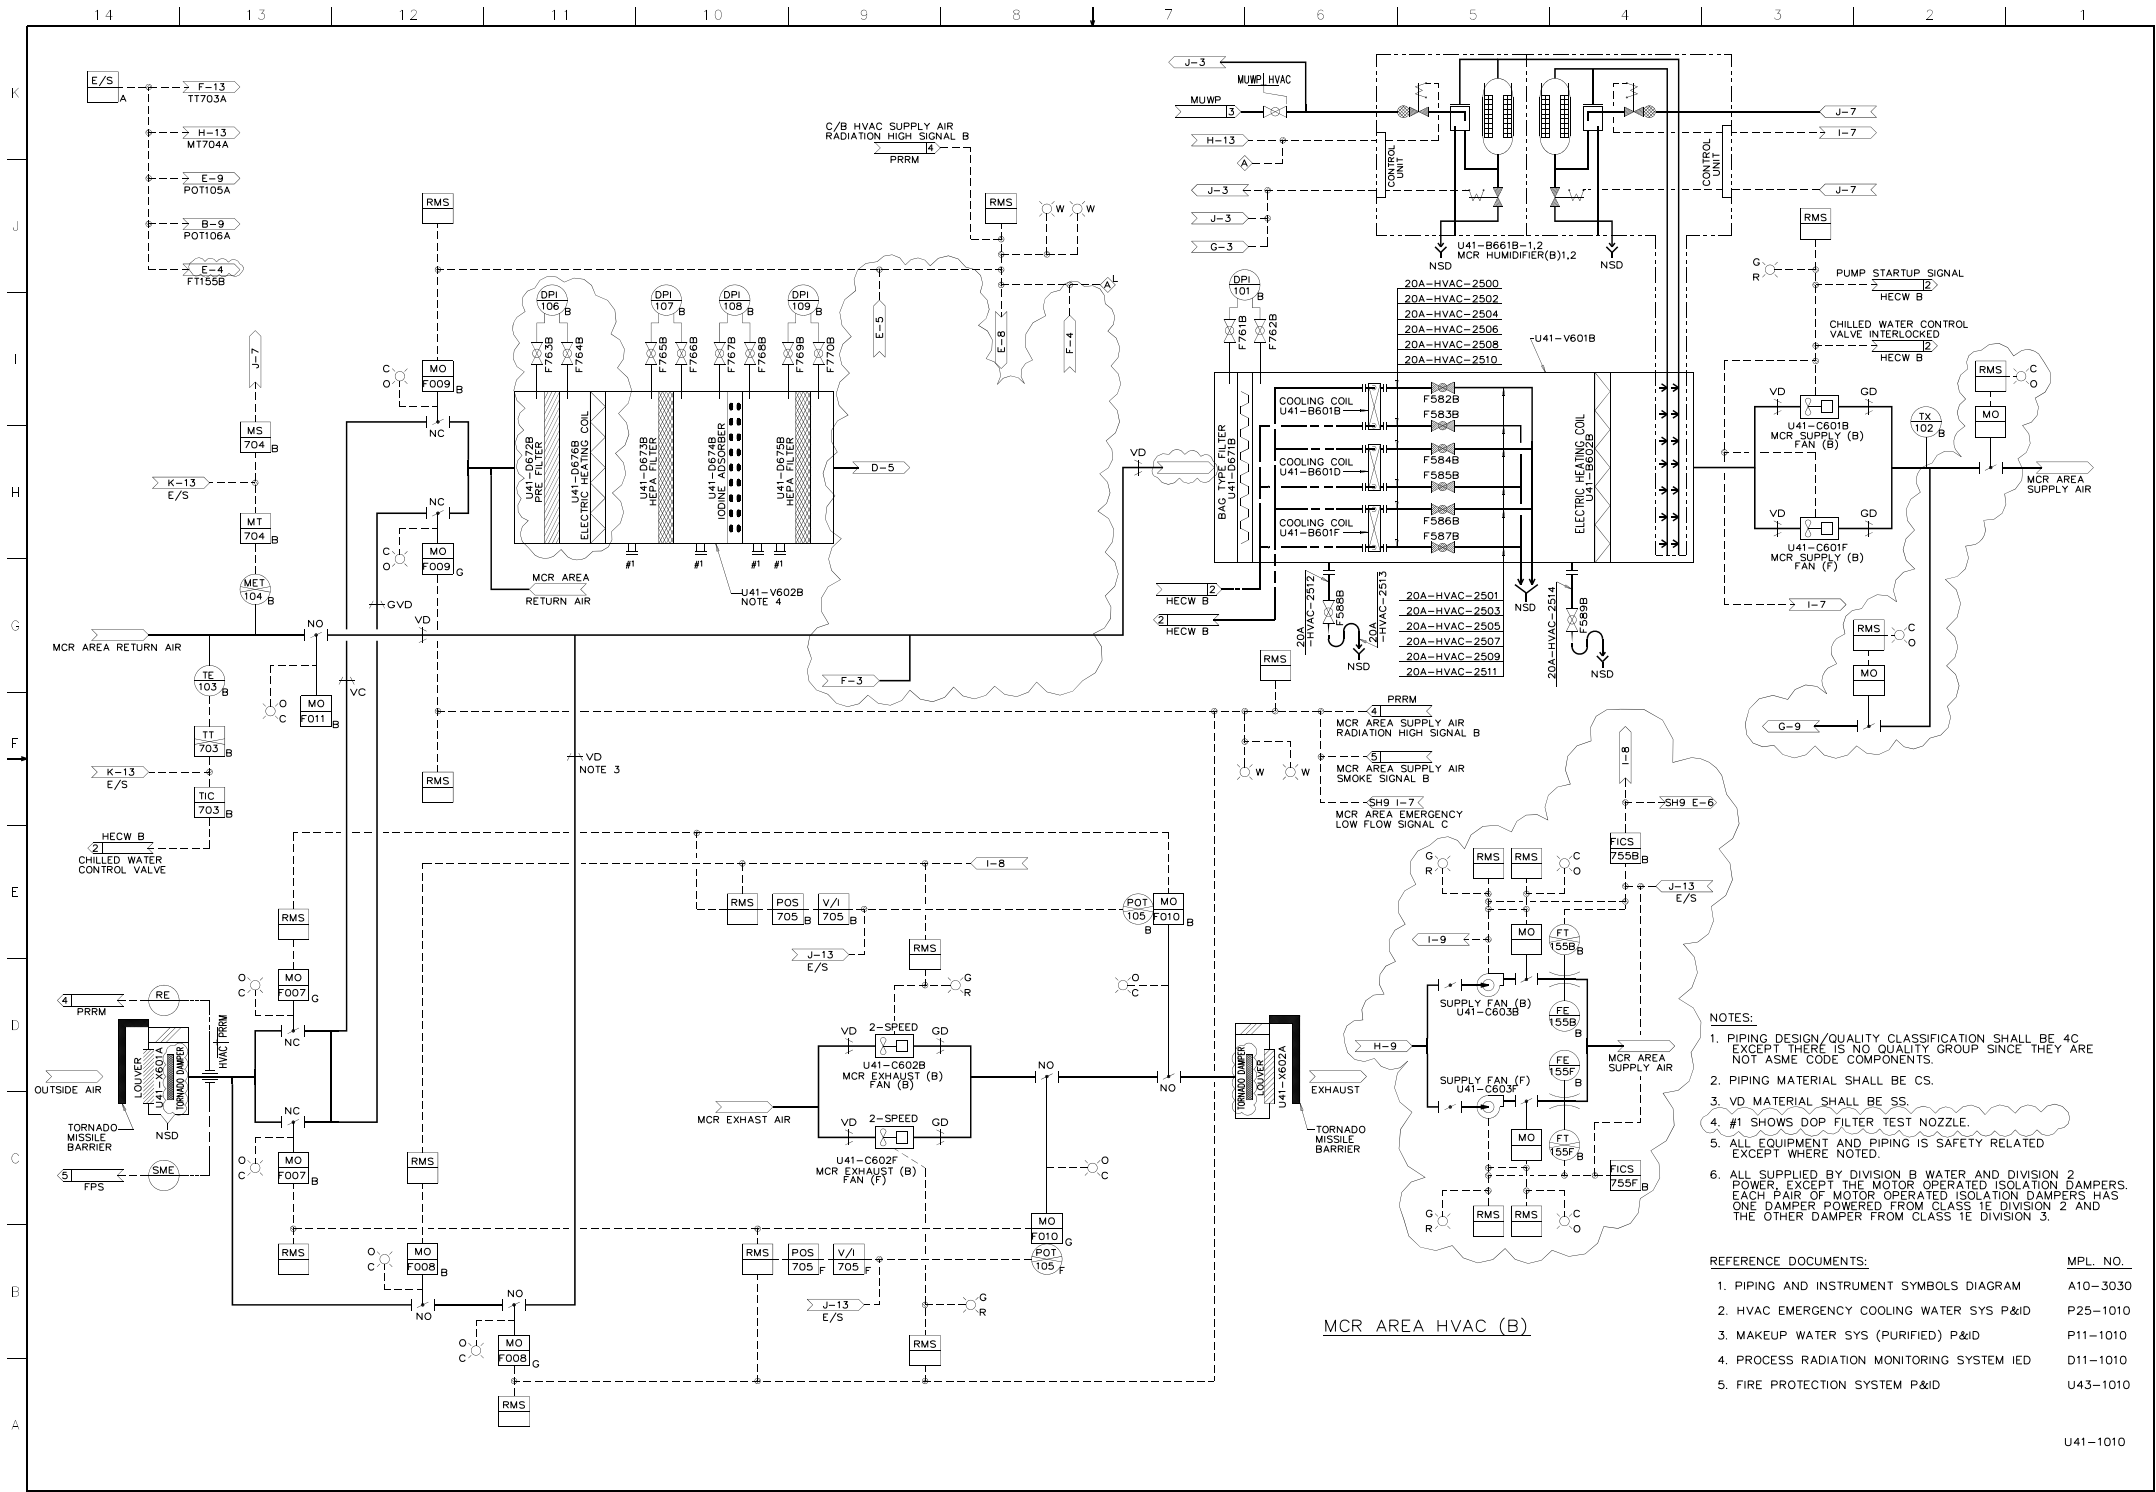 14 13 12 11 10 9 8 7 6 5 4 3 2 1
K
J
I
H
G
F
E
D
C
B
A
E/S
A
F-13
TT703A
H-13
MT704A
E-9
POT105A
B-9
POT106A
E-4
FT155B
C/B HVAC SUPPLY AIR
RADIATION HIGH SIGNAL B
4
PRRM
RMS
RMS
W W
A L
E-5
E-8
F-4
J-7
MS
704 B
K-13
E/S
MT
704 B
MET
104 B
MCR AREA RETURN AIR
NO
TE
103 B
O
C
MO
F011 B
TT
703 B
K-13
E/S
TIC
703 B
HECW B
2
CHILLED WATER
CONTROL VALVE
C
O
MO
F009 B
NC
NC
C
O
MO
F009 G
GVD
VC
VD
RMS
DPI
106 B
DPI
107 B
DPI
108 B
DPI
109 B
F763B
F764B
F765B
F766B
F767B
F768B
F769B
F770B
U41-D672B
PRE FILTER
U41-D676B
ELECTRIC HEATING COIL
U41-D673B
HEPA FILTER
U41-D674B
IODINE ADSORBER
U41-D675B
HEPA FILTER
D-5
#1 #1 #1 #1
MCR AREA
RETURN AIR
U41-V602B
NOTE 4
F-3
VD
NOTE 3
VD
J-3
MUWP HVAC
MUWP
3
H-13
A
J-3
J-3
G-3
CONTROL
UNIT
CONTROL
UNIT
J-7
I-7
J-7
NSD
U41-B661B-1,2
MCR HUMIDIFIER(B)1,2
NSD
DPI
101 B
F761B
F762B
20A-HVAC-2500
20A-HVAC-2502
20A-HVAC-2504
20A-HVAC-2506
20A-HVAC-2508
20A-HVAC-2510
U41-V601B
BAG TYPE FILTER
U41-D671B
COOLING COIL
U41-B601B
F582B
F583B
COOLING COIL
U41-B601D
F584B
F585B
COOLING COIL
U41-B601F
F586B
F587B
ELECTRIC HEATING COIL
U41-B602B
2
HECW B
2
HECW B
20A
-HVAC-2512
F588B
20A
-HVAC-2513
NSD
20A-HVAC-2501
20A-HVAC-2503
20A-HVAC-2505
20A-HVAC-2507
20A-HVAC-2509
20A-HVAC-2511
NSD
20A-HVAC-2514
F589B
NSD
RMS
G
R
PUMP STARTUP SIGNAL
2
HECW B
CHILLED WATER CONTROL
VALVE INTERLOCKED
2
HECW B
VD GD
U41-C601B
MCR SUPPLY (B)
FAN (B)
VD GD
U41-C601F
MCR SUPPLY (B)
FAN (F)
I-7
TX
102 B
RMS
C
O
MO
MCR AREA
SUPPLY AIR
RMS
C
O
MO
G-9
RMS
W W
PRRM
4
MCR AREA SUPPLY AIR
RADIATION HIGH SIGNAL B
5
MCR AREA SUPPLY AIR
SMOKE SIGNAL B
SH9 I-7
MCR AREA EMERGENCY
LOW FLOW SIGNAL C
I-8
RMS
POS
705 B
V/I
705 B
J-13
E/S
POT
105 B
MO
F010 B
RMS
G
R
O
C
RMS
O
C
MO
F007 G
NC
4
PRRM
RE
HVAC PRRM
OUTSIDE AIR
LOUVER
U41-X601A
TORNADO DAMPER
TORNADO
MISSILE
BARRIER
NSD
5
FPS
SME
NC
O
C
MO
F007 B
RMS
RMS
O
C
MO
F008 B
NO
NO
O
C
MO
F008 G
RMS
VD 2-SPEED GD
U41-C602B
MCR EXHAUST (B)
FAN (B)
MCR EXHAST AIR
2-SPEED
VD GD
U41-C602F
MCR EXHAUST (B)
FAN (F)
NO
NO
O
C
MO
F010 G
POT
105 F
RMS
POS
705 F
V/I
705 F
J-13
E/S
G
R
RMS
TORNADO DAMPER
LOUVER
U41-X602A
EXHAUST
TORNADO
MISSILE
BARRIER
I-8
SH9 E-6
FICS
755B B
G
R
RMS
RMS
C
O
J-13
E/S
I-9
MO
FT
155B B
SUPPLY FAN (B)
U41-C603B
FE
155B B
H-9
MCR AREA
SUPPLY AIR
SUPPLY FAN (F)
U41-C603F
FE
155F B
MO
FT
155F B
FICS
755F B
G
R
RMS
RMS
C
O
MCR AREA HVAC (B)
NOTES:
1. PIPING DESIGN/QUALITY CLASSIFICATION SHALL BE 4C
EXCEPT THERE IS NO QUALITY GROUP SINCE THEY ARE
NOT ASME CODE COMPONENTS.
2. PIPING MATERIAL SHALL BE CS.
3. VD MATERIAL SHALL BE SS.
4. #1 SHOWS DOP FILTER TEST NOZZLE.
5. ALL EQUIPMENT AND PIPING IS SAFETY RELATED
EXCEPT WHERE NOTED.
6. ALL SUPPLIED BY DIVISION B WATER AND DIVISION 2
POWER, EXCEPT THE MOTOR OPERATED ISOLATION DAMPERS.
EACH PAIR OF MOTOR OPERATED ISOLATION DAMPERS HAS
ONE DAMPER POWERED FROM CLASS 1E DIVISION 2 AND
THE OTHER DAMPER FROM CLASS 1E DIVISION 3.
REFERENCE DOCUMENTS: MPL. NO.
1. PIPING AND INSTRUMENT SYMBOLS DIAGRAM A10-3030
2. HVAC EMERGENCY COOLING WATER SYS P&ID P25-1010
3. MAKEUP WATER SYS (PURIFIED) P&ID P11-1010
4. PROCESS RADIATION MONITORING SYSTEM IED D11-1010
5. FIRE PROTECTION SYSTEM P&ID U43-1010
U41-1010